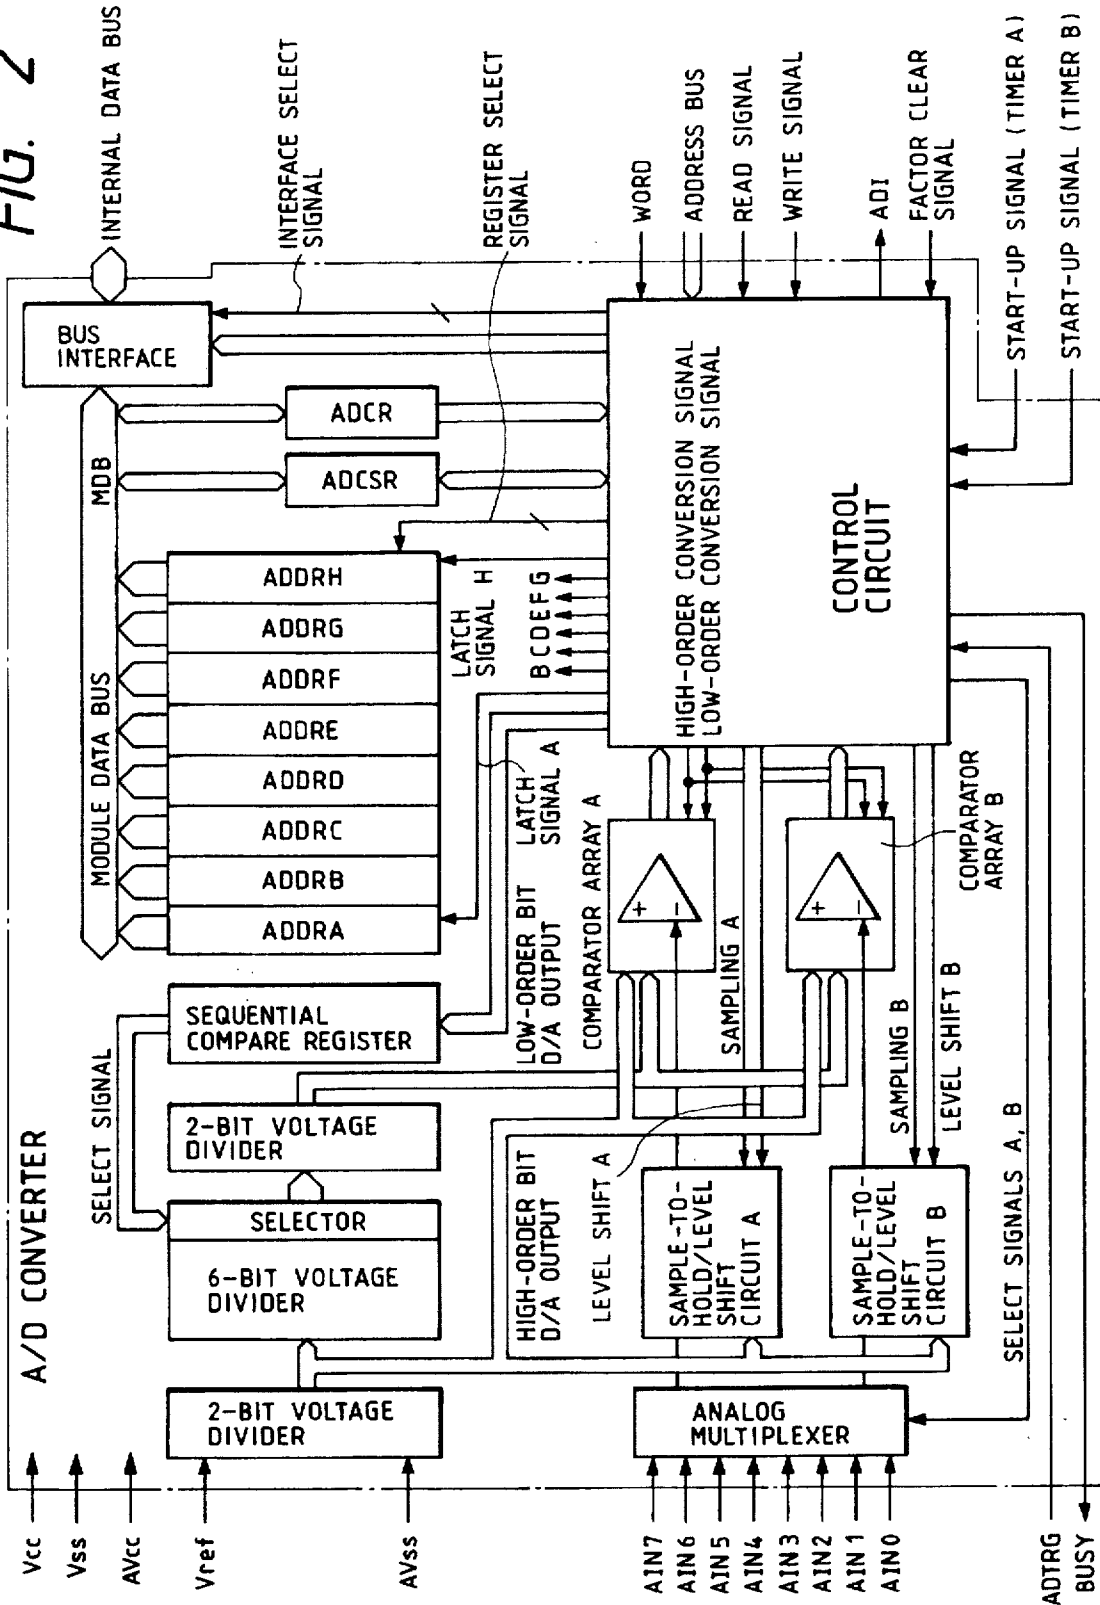 FIG. 2
A/D CONVERTER
Vcc
Vss
AVcc
Vref
AVss
AIN7
AIN6
AIN5
AIN4
AIN3
AIN2
AIN1
AIN0
ADTRG
BUSY
2-BIT VOLTAGE
DIVIDER
6-BIT VOLTAGE
DIVIDER
SELECTOR
SELECT SIGNAL
2-BIT VOLTAGE
DIVIDER
SEQUENTIAL
COMPARE REGISTER
MODULE DATA BUS
MDB
ADDRA
ADDRB
ADDRC
ADDRD
ADDRE
ADDRF
ADDRG
ADDRH
ADCSR
ADCR
BUS
INTERFACE
INTERNAL DATA BUS
INTERFACE SELECT
SIGNAL
REGISTER SELECT
SIGNAL
HIGH-ORDER BIT
D/A OUTPUT
LOW-ORDER BIT
D/A OUTPUT
LATCH
SIGNAL A
B C D E F G
LATCH
SIGNAL H
LEVEL SHIFT A
COMPARATOR ARRAY A
ANALOG
MULTIPLEXER
SAMPLE-TO-
HOLD/LEVEL
SHIFT
CIRCUIT A
SAMPLE-TO-
HOLD/LEVEL
SHIFT
CIRCUIT B
+
−
+
−
SAMPLING A
SAMPLING B
LEVEL SHIFT B
COMPARATOR
ARRAY B
SELECT SIGNALS A, B
HIGH-ORDER CONVERSION SIGNAL
LOW-ORDER CONVERSION SIGNAL
CONTROL
CIRCUIT
WORD
ADDRESS BUS
READ SIGNAL
WRITE SIGNAL
ADI
FACTOR CLEAR
SIGNAL
START-UP SIGNAL (TIMER A)
START-UP SIGNAL (TIMER B)